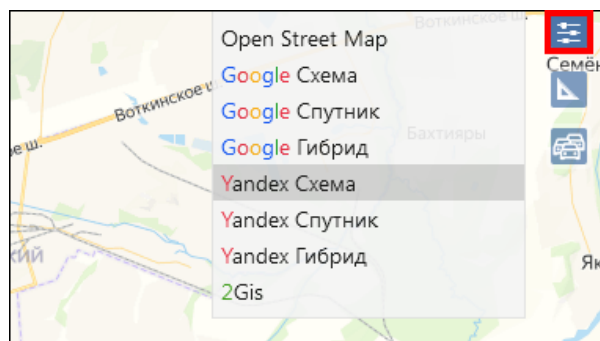 Воткинское ш.
Open Street Map
Google Схема
Семён
Воткинское
Google Спутник
Бахтияры
ое ш.
Google Гибрид
Yandex Схема
Yandex Спутник
кий
Yandex Гибрид
Як
2Gis